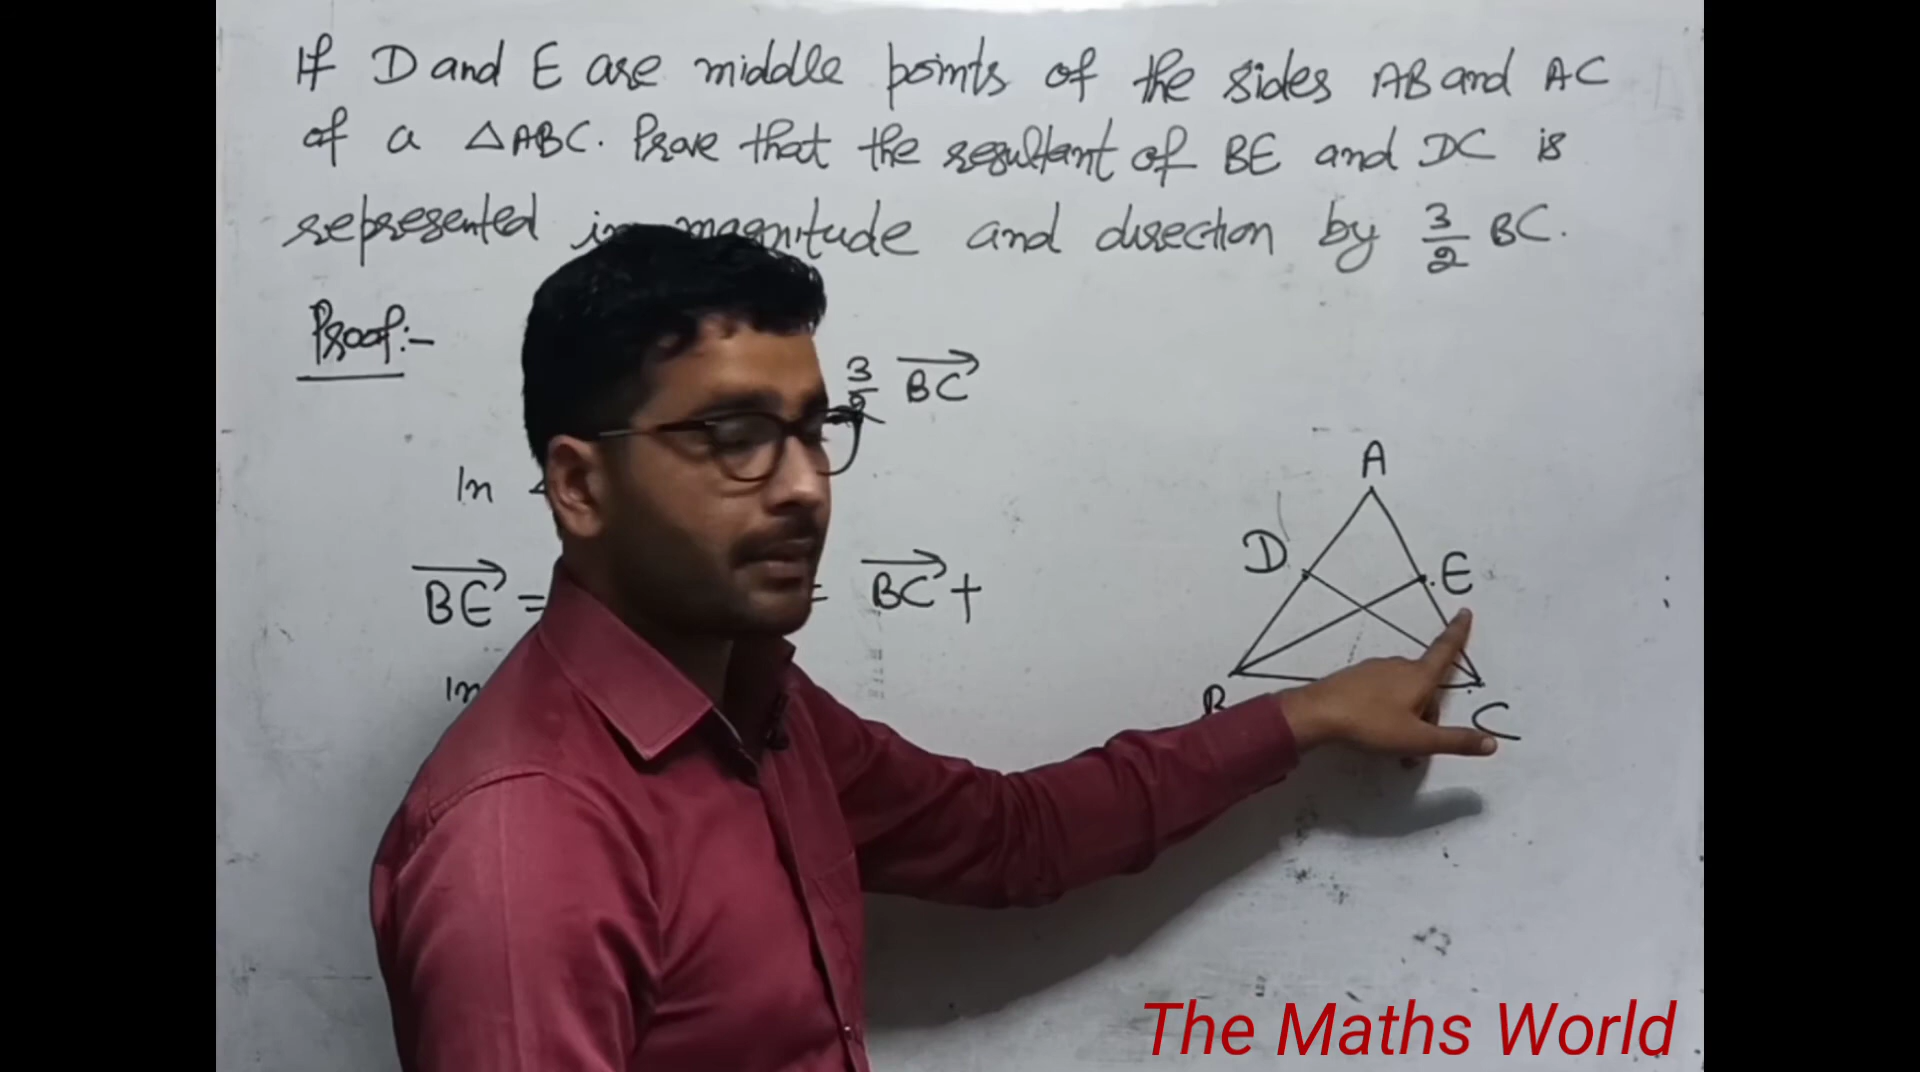 If D and E are middle points of the sides AB and AC
of a △ABC. Prove that the resultant of BE and DC is
represented in magnitude and direction by 3/2 BC.
Proof:-
3/2 BC
In
BE = = BC +
In
A
D
E
B
C
The Maths World